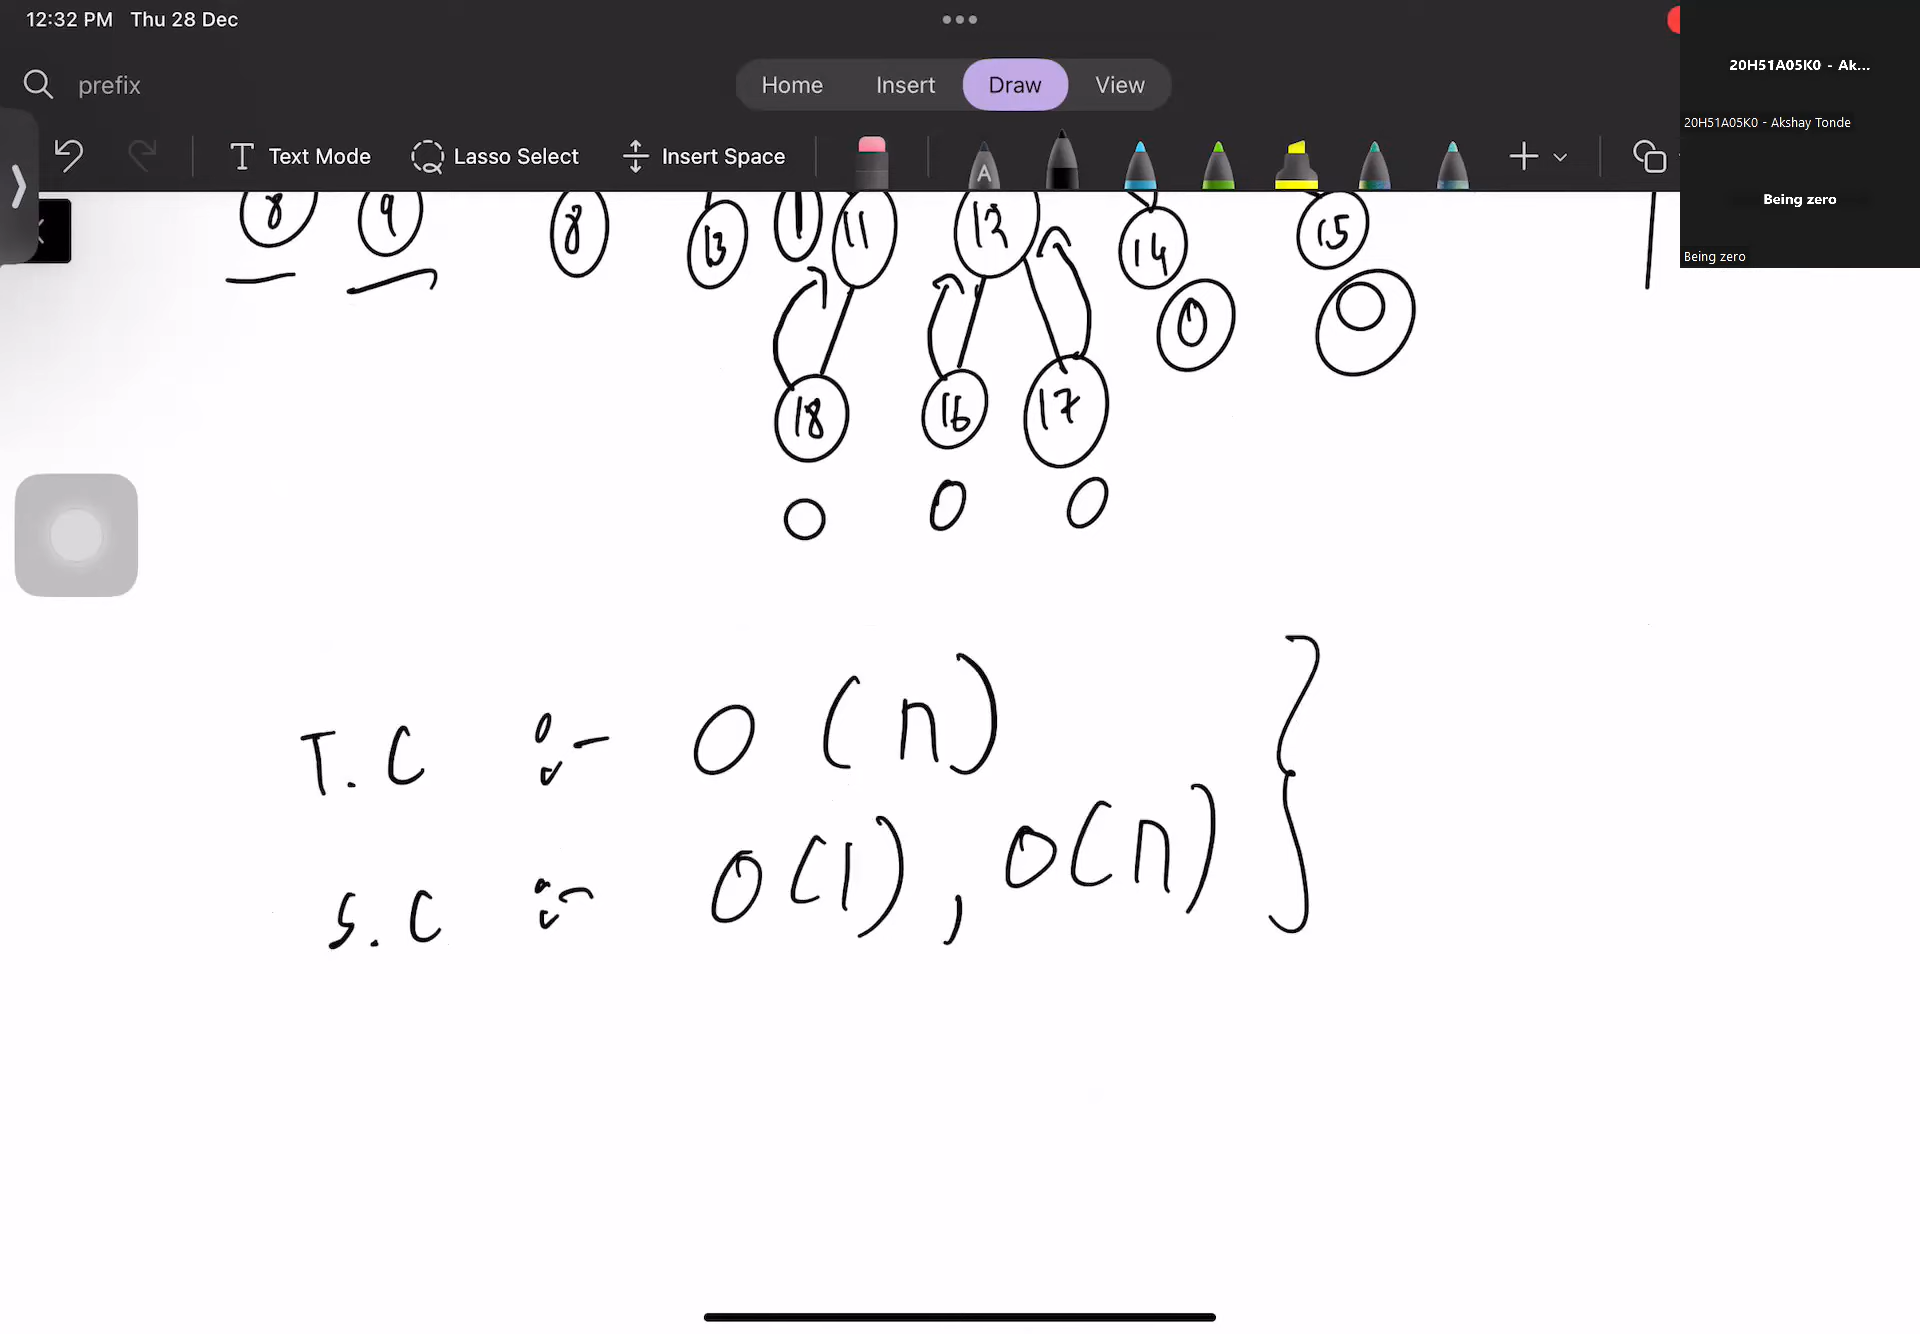 12:32 PM Thu 28 Dec
20H51A05K0 - Ak...
prefix
Home Insert Draw View
20H51A05K0 - Akshay Tonde
Text Mode Lasso Select Insert Space
A
Being zero
Being zero
8 9 8 13 1 11 12 14 15
0 0
18 16 17
0 0 0
T.C :- O(n)
S.C :- O(1), O(n)